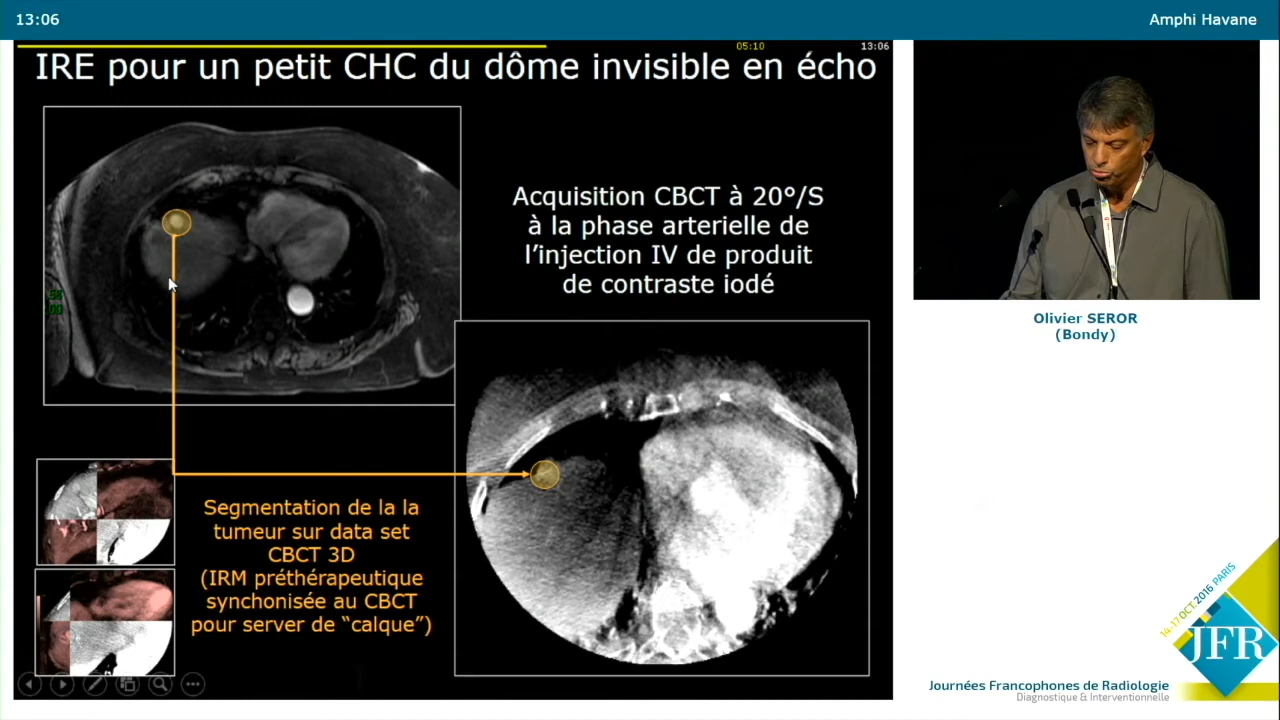 13:06
Amphi Havane
05:10
13:06
IRE pour un petit CHC du dôme invisible en écho
Acquisition CBCT à 20°/S
à la phase arterielle de
l’injection IV de produit
de contraste iodé
Segmentation de la la
tumeur sur data set
CBCT 3D
(IRM préthérapeutique
synchonisée au CBCT
pour server de “calque”)
Olivier SEROR
(Bondy)
14-17 OCT. 2016 PARIS
JFR
Journées Francophones de Radiologie
Diagnostique & Interventionnelle